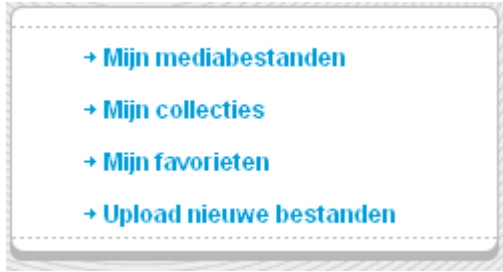 → Mijn mediabestanden
→ Mijn collecties
→ Mijn favorieten
→ Upload nieuwe bestanden